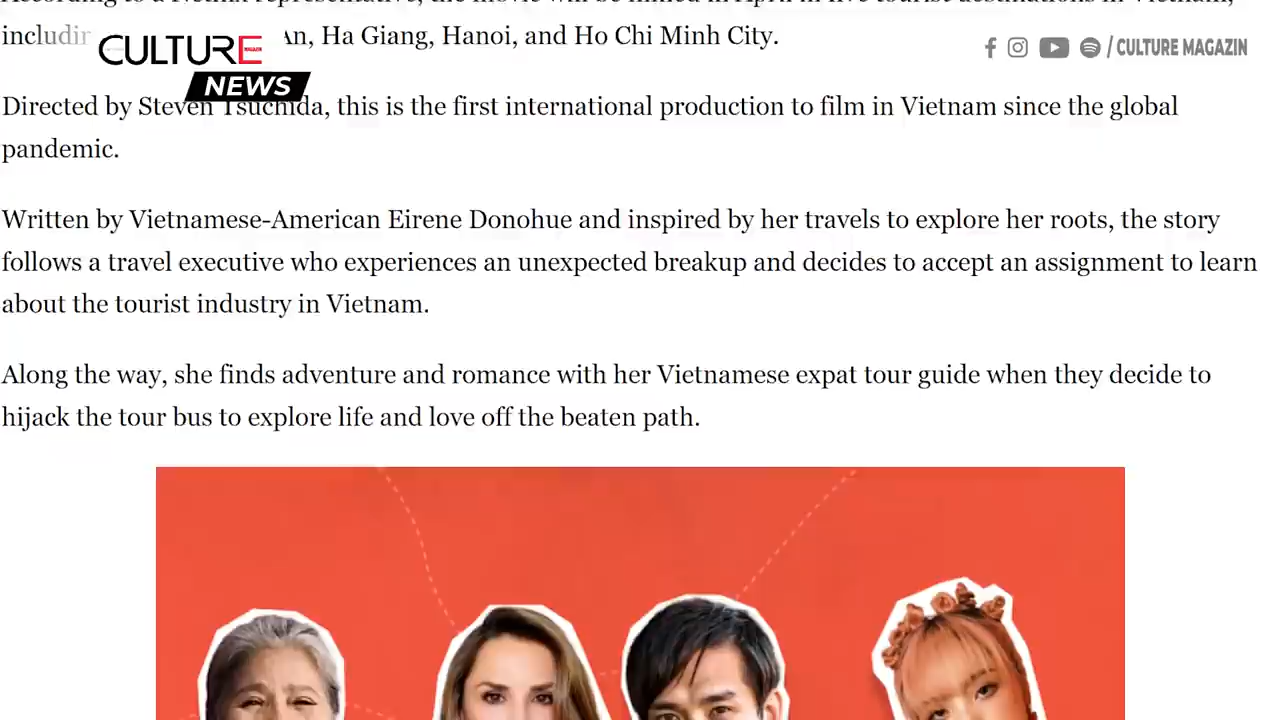 including An, Ha Giang, Hanoi, and Ho Chi Minh City.
CULTURE
NEWS
/ CULTURE MAGAZIN
Directed by Steven Tsuchida, this is the first international production to film in Vietnam since the global
pandemic.
Written by Vietnamese-American Eirene Donohue and inspired by her travels to explore her roots, the story
follows a travel executive who experiences an unexpected breakup and decides to accept an assignment to learn
about the tourist industry in Vietnam.
Along the way, she finds adventure and romance with her Vietnamese expat tour guide when they decide to
hijack the tour bus to explore life and love off the beaten path.